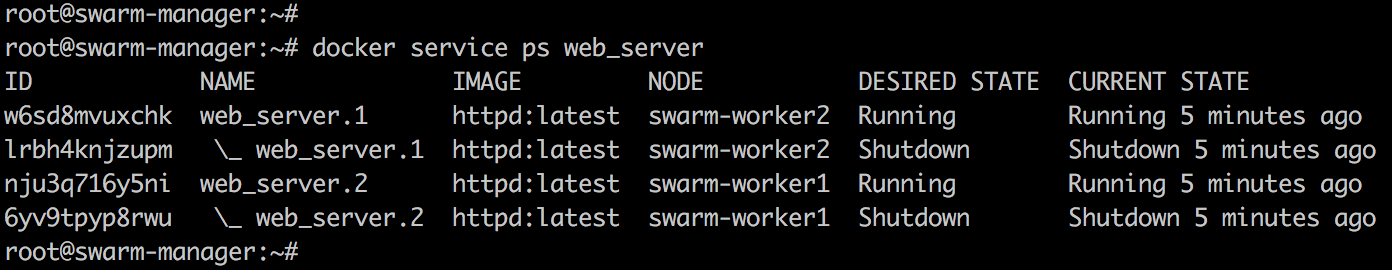 root@swarm-manager:~#
root@swarm-manager:~# docker service ps web_server
ID NAME IMAGE NODE DESIRED STATE CURRENT STATE
w6sd8mvuxchk web_server.1 httpd:latest swarm-worker2 Running Running 5 minutes ago
lrbh4knjzupm \_ web_server.1 httpd:latest swarm-worker2 Shutdown Shutdown 5 minutes ago
nju3q716y5ni web_server.2 httpd:latest swarm-worker1 Running Running 5 minutes ago
6yv9tpyp8rwu \_ web_server.2 httpd:latest swarm-worker1 Shutdown Shutdown 5 minutes ago
root@swarm-manager:~#